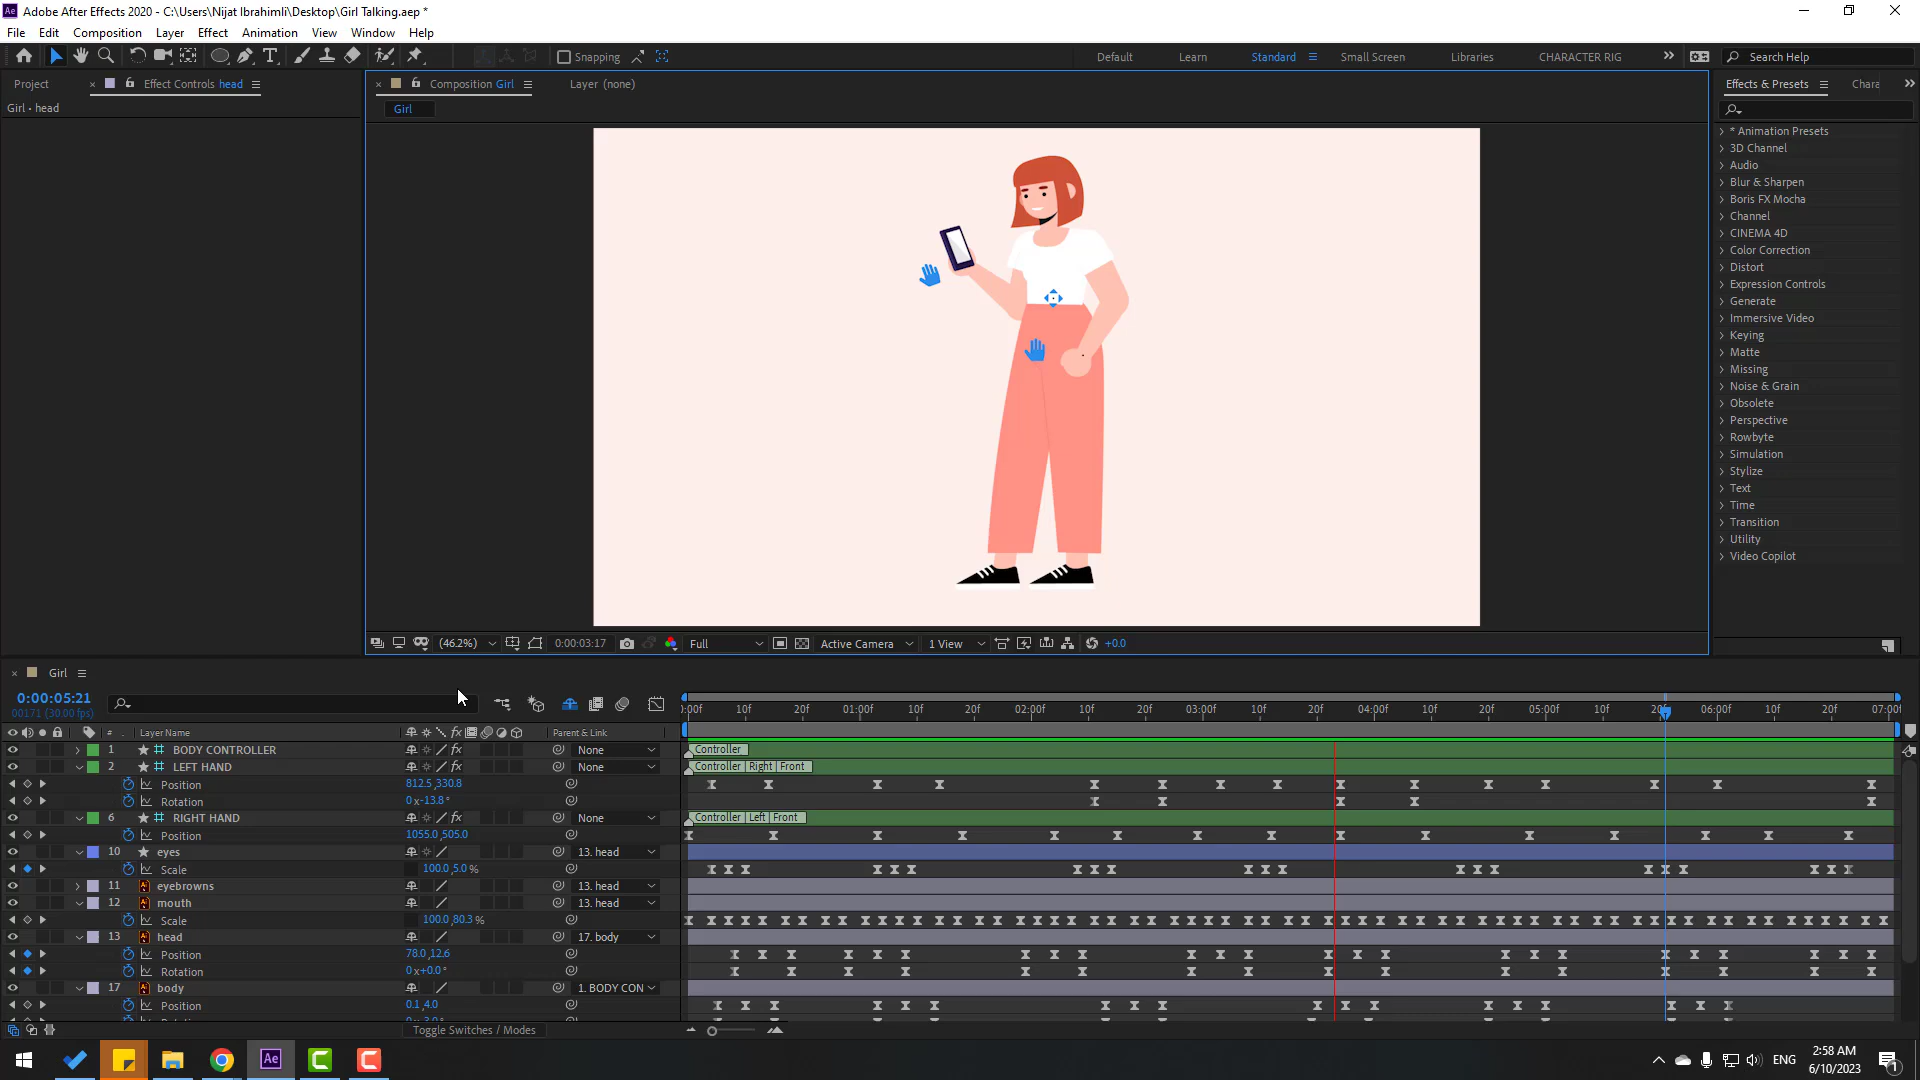 Adobe After Effects 2020 - C:\Users\Nijat Ibrahimli\Desktop\Girl Talking.aep *
File Edit Composition Layer Effect Animation View Window Help
Snapping Default Learn Standard Small Screen Libraries CHARACTER RIG Search Help
Project Effect Controls head Composition Girl Layer (none) Effects & Presets Chara
Girl • head
Girl
* Animation Presets
3D Channel
Audio
Blur & Sharpen
Boris FX Mocha
Channel
CINEMA 4D
Color Correction
Distort
Expression Controls
Generate
Immersive Video
Keying
Matte
Missing
Noise & Grain
Obsolete
Perspective
Rowbyte
Simulation
Stylize
Text
Time
Transition
Utility
Video Copilot
(46.2%) 0:00:03:17 Full Active Camera 1 View +0.0
Girl
0:00:05:21
00171 (30.00 fps)
):00f 10f 20f 01:00f 10f 20f 02:00f 10f 20f 03:00f 10f 20f 04:00f 10f 20f 05:00f 10f 20f 06:00f 10f 20f 07:00f
# Layer Name Parent & Link
1 BODY CONTROLLER None Controller
2 LEFT HAND None Controller | Right | Front
Position 812.5,330.8
Rotation 0x-13.8°
6 RIGHT HAND None Controller | Left | Front
Position 1055.0,505.0
10 eyes 13. head
Scale 100.0,5.0 %
11 eyebrowns 13. head
12 mouth 13. head
Scale 100.0,80.3 %
13 head 17. body
Position 78.0,12.6
Rotation 0x+0.0°
17 body 1. BODY CON
Position 0.1,4.0
Toggle Switches / Modes
ENG
2:58 AM
6/10/2023
1